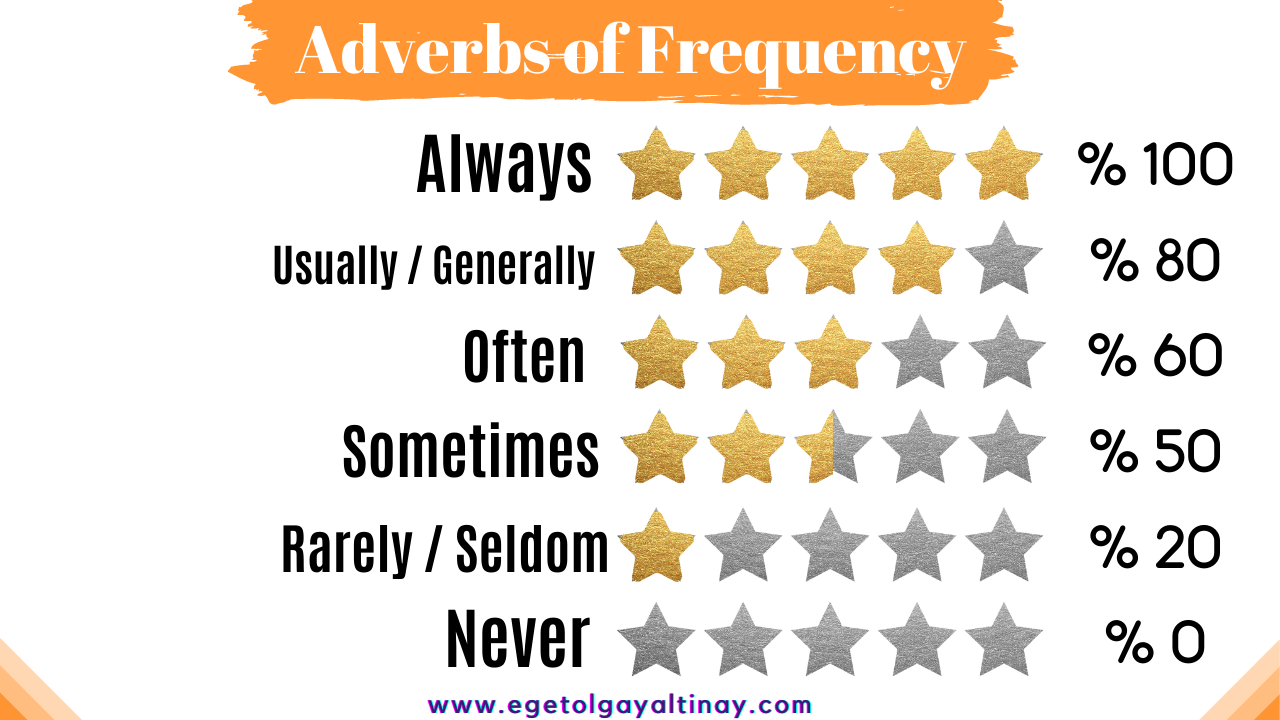 Adverbs of Frequency
Always % 100
Usually / Generally % 80
Often % 60
Sometimes % 50
Rarely / Seldom % 20
Never % 0
www.egetolgayaltinay.com